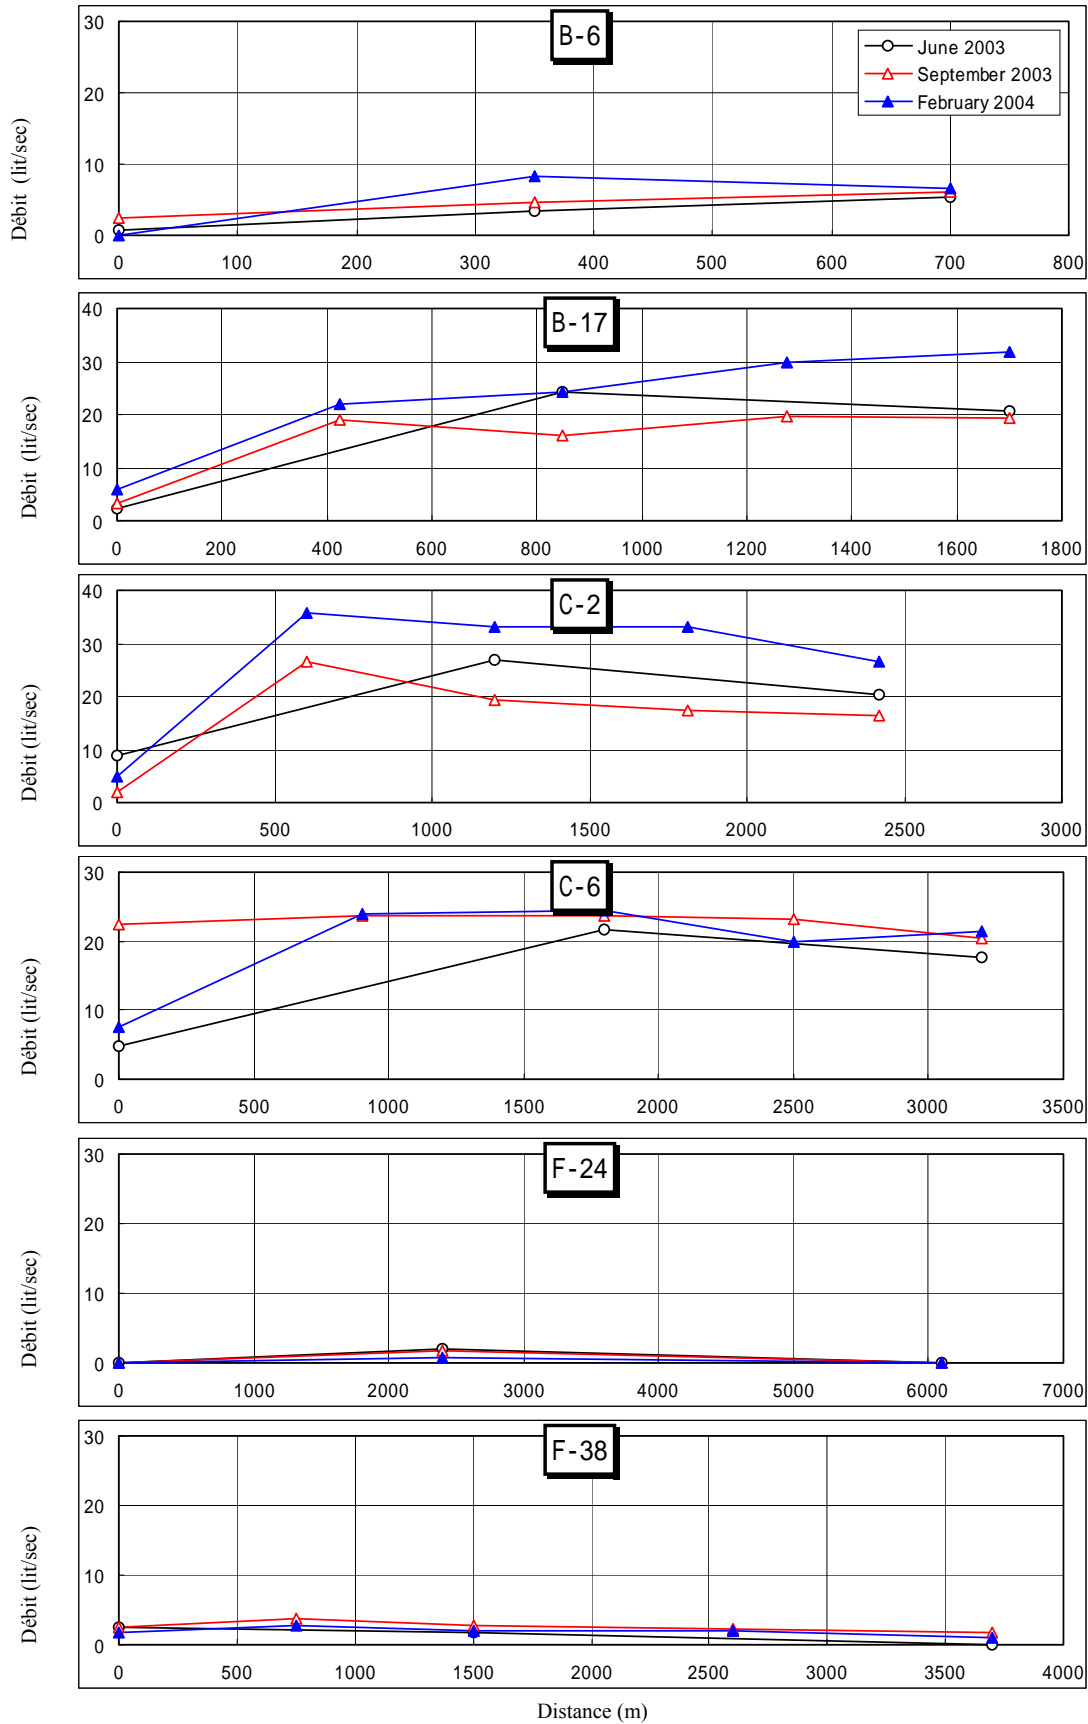 B-6
June 2003
September 2003
February 2004
30
20
10
0
Débit (lit/sec)
0 100 200 300 400 500 600 700 800
B-17
40
30
20
10
0
Débit (lit/sec)
0 200 400 600 800 1000 1200 1400 1600 1800
C-2
40
30
20
10
0
Débit (lit/sec)
0 500 1000 1500 2000 2500 3000
C-6
30
20
10
0
Débit (lit/sec)
0 500 1000 1500 2000 2500 3000 3500
F-24
30
20
10
0
Débit (lit/sec)
0 1000 2000 3000 4000 5000 6000 7000
F-38
30
20
10
0
Débit (lit/sec)
0 500 1000 1500 2000 2500 3000 3500 4000
Distance (m)